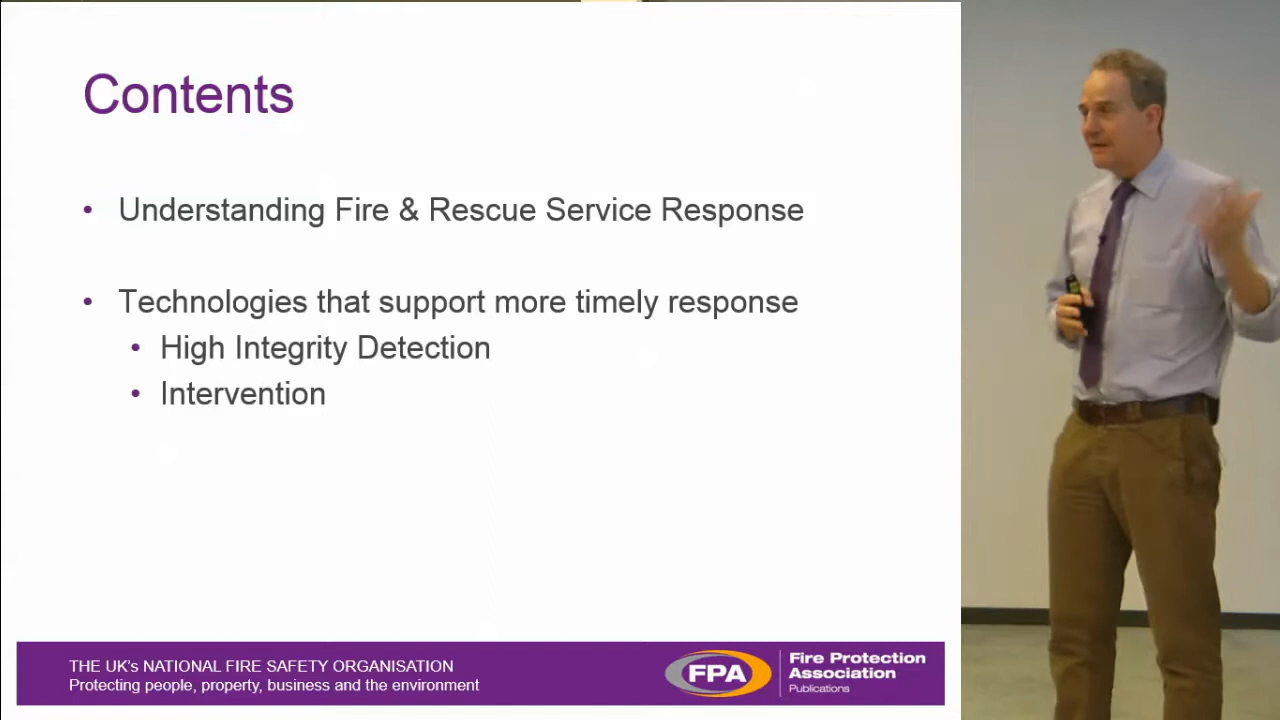 Contents
• Understanding Fire & Rescue Service Response
• Technologies that support more timely response
• High Integrity Detection
• Intervention
THE UK's NATIONAL FIRE SAFETY ORGANISATION
Protecting people, property, business and the environment
FPA
Fire Protection
Association
Publications